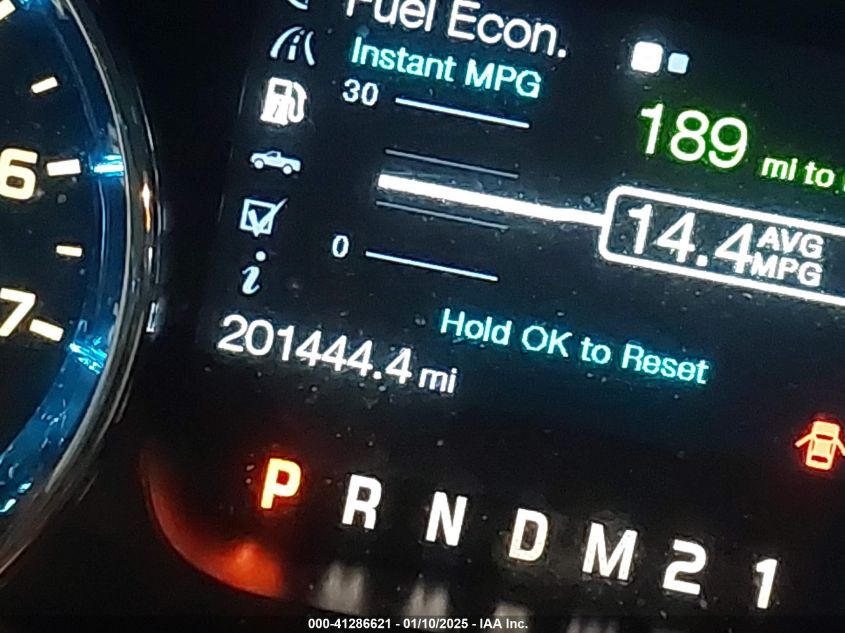 Fuel Econ.
Instant MPG
30
189 mi to
6
14.4 AVG MPG
0
7
Hold OK to Reset
201444.4 mi
P R N D M 2 1
000-41286621 - 01/10/2025 - IAA Inc.